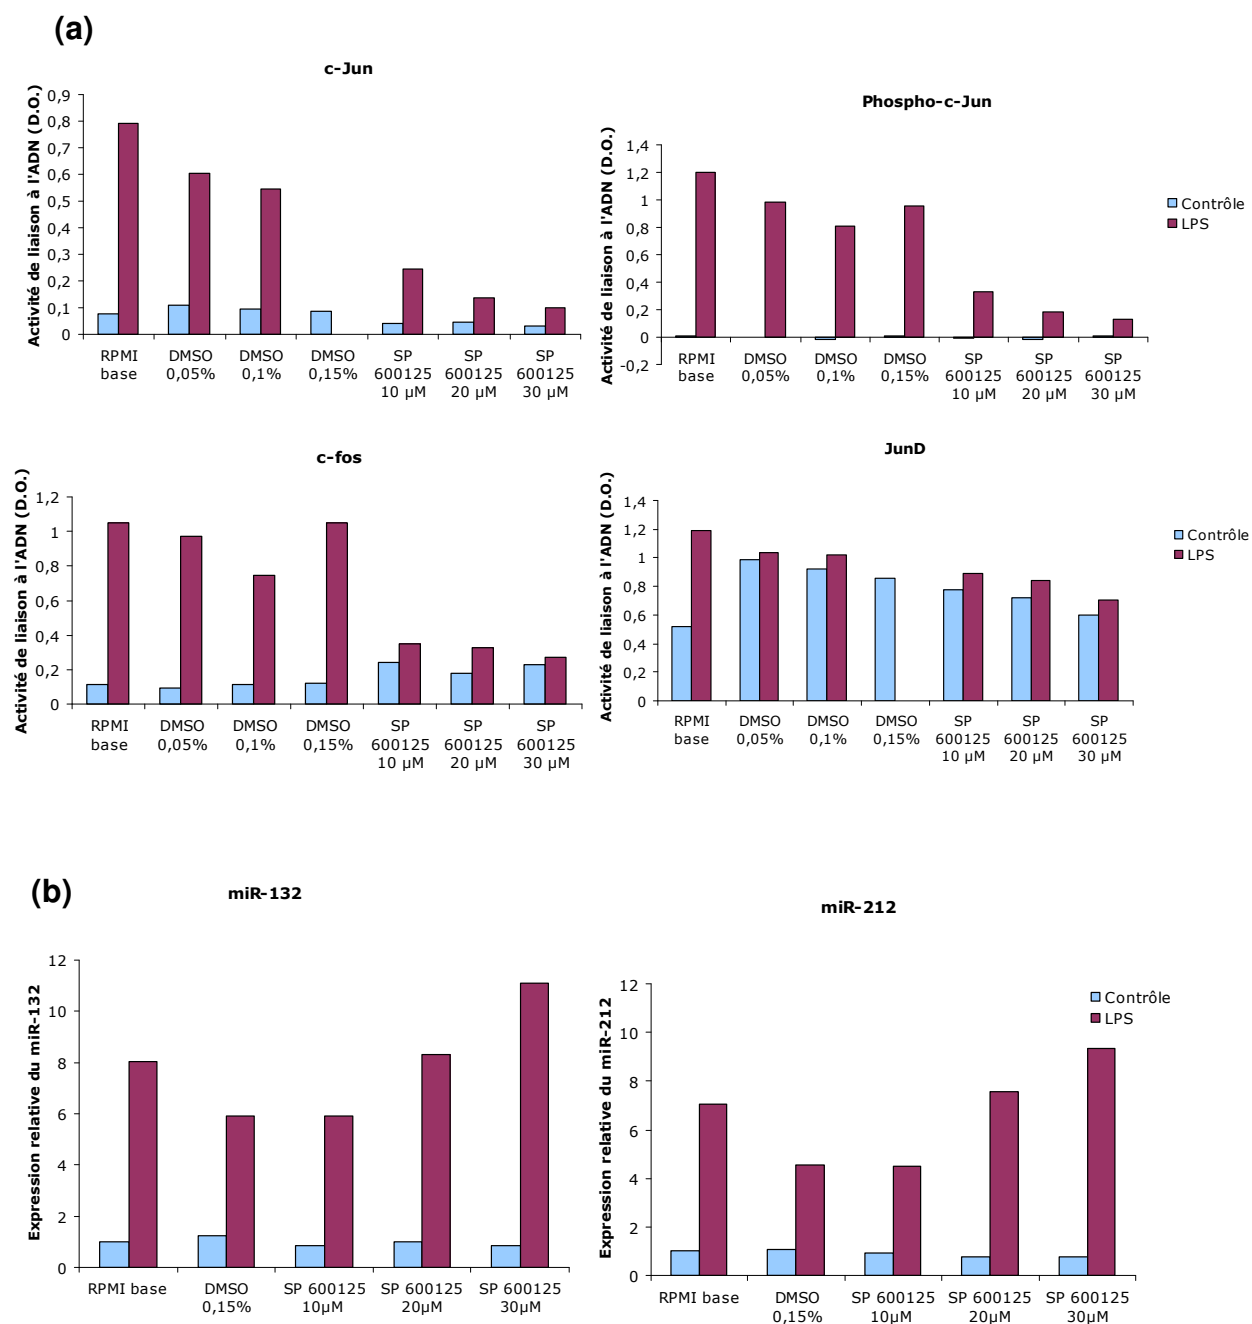 (a)
c-Jun
Activité de liaison à l'ADN (D.O.)
0,9
0,8
0,7
0,6
0,5
0,4
0,3
0,2
0,1
0
RPMI base
DMSO 0,05%
DMSO 0,1%
DMSO 0,15%
SP 600125 10 µM
SP 600125 20 µM
SP 600125 30 µM
Phospho-c-Jun
Activité de liaison à l'ADN (D.O.)
1,4
1,2
1
0,8
0,6
0,4
0,2
0
-0,2
RPMI base
DMSO 0,05%
DMSO 0,1%
DMSO 0,15%
SP 600125 10 µM
SP 600125 20 µM
SP 600125 30 µM
Contrôle
LPS
c-fos
Activité de liaison à l'ADN (D.O.)
1,2
1
0,8
0,6
0,4
0,2
0
RPMI base
DMSO 0,05%
DMSO 0,1%
DMSO 0,15%
SP 600125 10 µM
SP 600125 20 µM
SP 600125 30 µM
JunD
Activité de liaison à l'ADN (D.O.)
1,4
1,2
1
0,8
0,6
0,4
0,2
0
RPMI base
DMSO 0,05%
DMSO 0,1%
DMSO 0,15%
SP 600125 10 µM
SP 600125 20 µM
SP 600125 30 µM
Contrôle
LPS
(b)
miR-132
Expression relative du miR-132
12
10
8
6
4
2
0
RPMI base
DMSO 0,15%
SP 600125 10µM
SP 600125 20µM
SP 600125 30µM
miR-212
Expression relative du miR-212
12
10
8
6
4
2
0
RPMI base
DMSO 0,15%
SP 600125 10µM
SP 600125 20µM
SP 600125 30µM
Contrôle
LPS